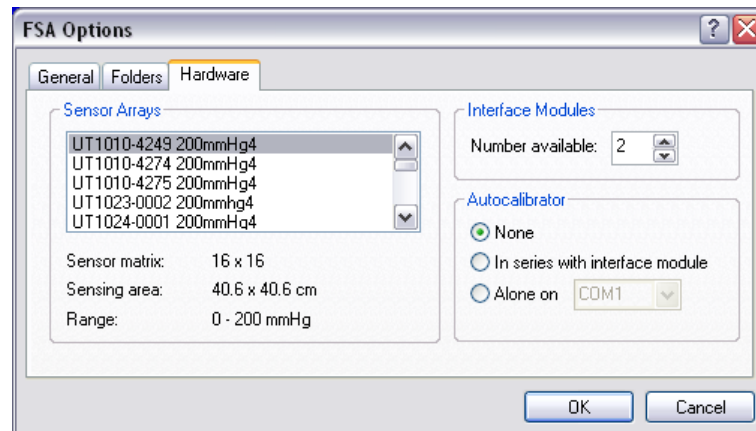 FSA Options
General Folders Hardware
Sensor Arrays
UT1010-4249 200mmHg4
UT1010-4274 200mmHg4
UT1010-4275 200mmHg4
UT1023-0002 200mmhg4
UT1024-0001 200mmHg4
Sensor matrix: 16 x 16
Sensing area: 40.6 x 40.6 cm
Range: 0 - 200 mmHg
Interface Modules
Number available: 2
Autocalibrator
None
In series with interface module
Alone on COM1
OK Cancel